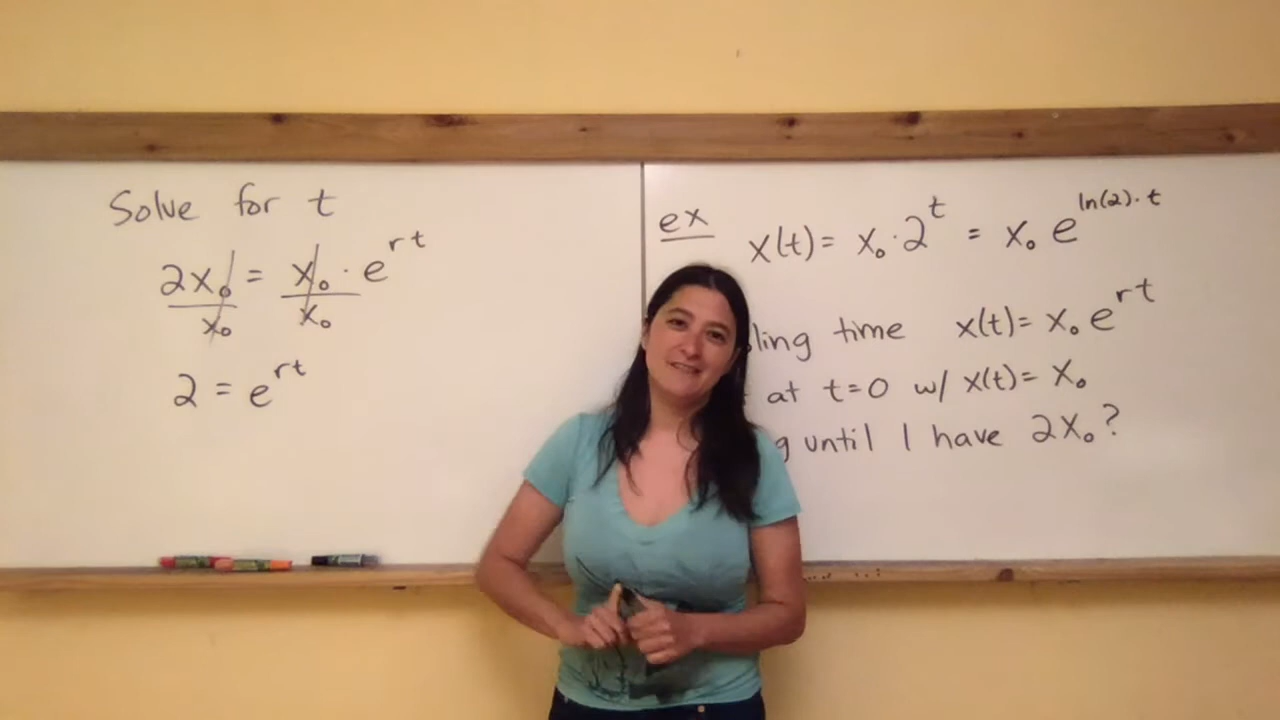 Solve for t
2x₀ = x₀ · e^{rt}
x₀ x₀
2 = e^{rt}
ex x(t) = x₀ · 2^t = x₀ e^{ln(2)·t}
time x(t) = x₀ e^{rt}
at t=0 w/ x(t) = x₀
until I have 2x₀?